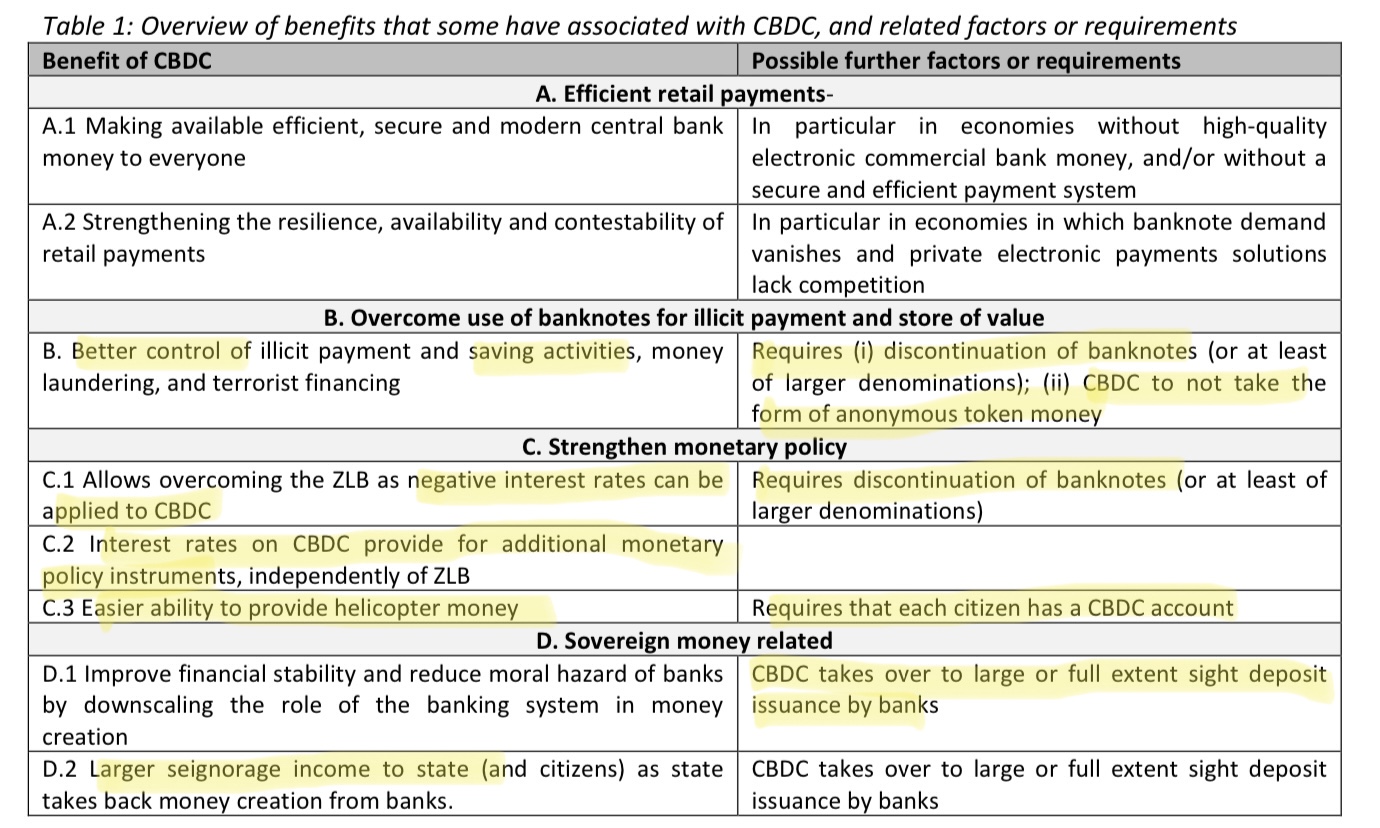 Table 1: Overview of benefits that some have associated with CBDC, and related factors or requirements
Benefit of CBDC
Possible further factors or requirements
A. Efficient retail payments-
A.1 Making available efficient, secure and modern central bank
money to everyone
In particular in economies without high-quality
electronic commercial bank money, and/or without a
secure and efficient payment system
A.2 Strengthening the resilience, availability and contestability of
retail payments
In particular in economies in which banknote demand
vanishes and private electronic payments solutions
lack competition
B. Overcome use of banknotes for illicit payment and store of value
B. Better control of illicit payment and saving activities, money
laundering, and terrorist financing
Requires (i) discontinuation of banknotes (or at least
of larger denominations); (ii) CBDC to not take the
form of anonymous token money
C. Strengthen monetary policy
C.1 Allows overcoming the ZLB as negative interest rates can be
applied to CBDC
Requires discontinuation of banknotes (or at least of
larger denominations)
C.2 Interest rates on CBDC provide for additional monetary
policy instruments, independently of ZLB
C.3 Easier ability to provide helicopter money
Requires that each citizen has a CBDC account
D. Sovereign money related
D.1 Improve financial stability and reduce moral hazard of banks
by downscaling the role of the banking system in money
creation
CBDC takes over to large or full extent sight deposit
issuance by banks
D.2 Larger seignorage income to state (and citizens) as state
takes back money creation from banks.
CBDC takes over to large or full extent sight deposit
issuance by banks